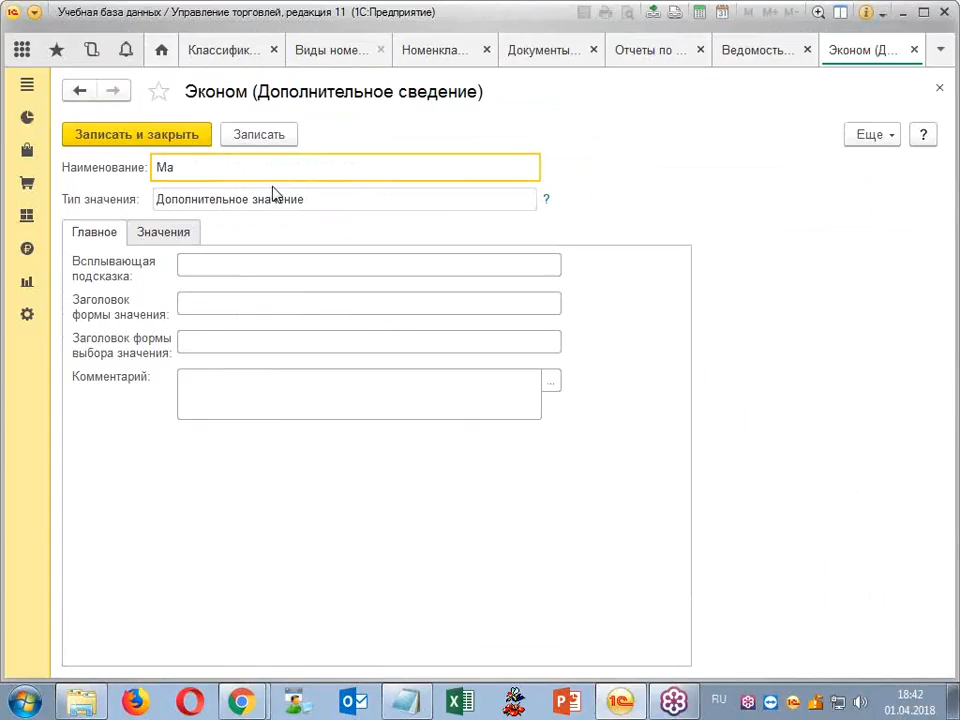 Учебная база данных / Управление торговлей, редакция 11 (1С:Предприятие)
M M+ M-
Классифик... Виды номе... Номенкла... Документы... Отчеты по ... Ведомость... Эконом (Д...
Эконом (Дополнительное сведение)
Записать и закрыть Записать Еще ?
Наименование: Ма
Тип значения: Дополнительное значение ?
Главное Значения
Всплывающая
подсказка:
Заголовок
формы значения:
Заголовок формы
выбора значения:
Комментарий: ...
RU 18:42
01.04.2018